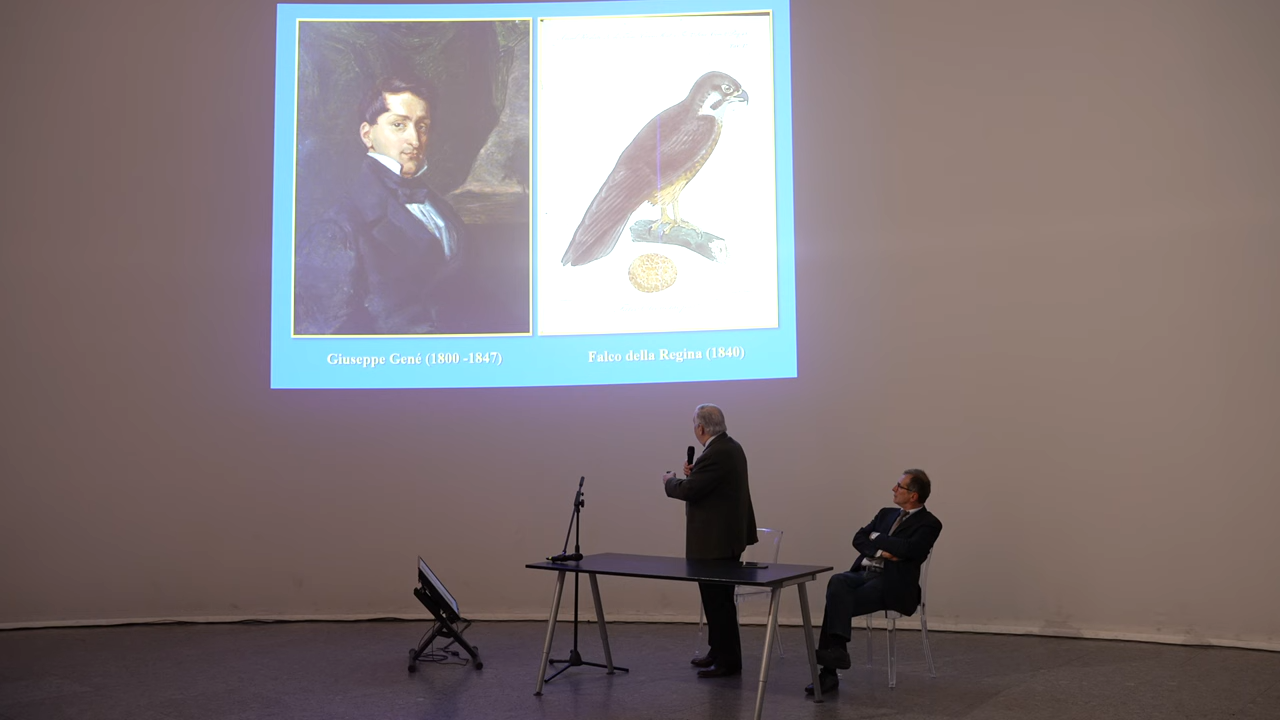 Giuseppe Gené (1800 -1847)
Falco della Regina (1840)